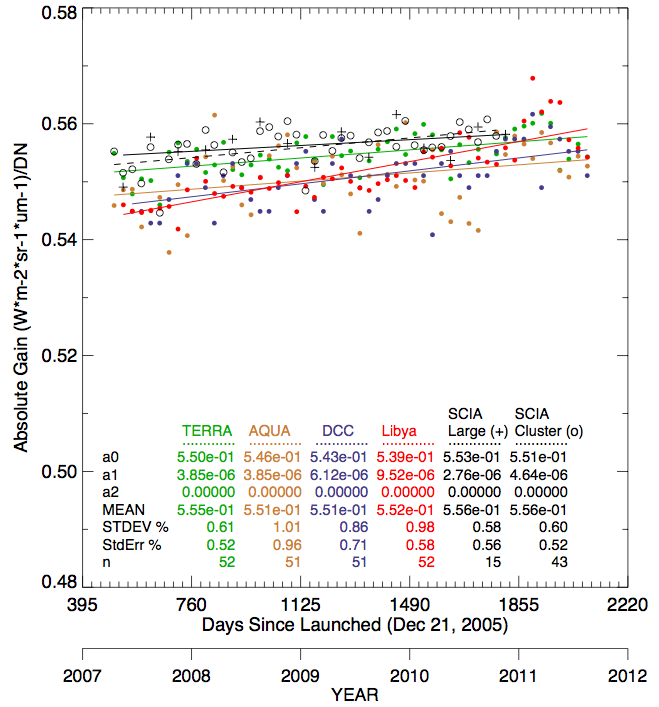 0.58
0.56
0.54
0.52
0.50
0.48
Absolute Gain (W*m-2*sr-1*um-1)/DN
SCIA SCIA
TERRA AQUA DCC Libya Large (+) Cluster (o)
a0 5.50e-01 5.46e-01 5.43e-01 5.39e-01 5.53e-01 5.51e-01
a1 3.85e-06 3.85e-06 6.12e-06 9.52e-06 2.76e-06 4.64e-06
a2 0.00000 0.00000 0.00000 0.00000 0.00000 0.00000
MEAN 5.55e-01 5.51e-01 5.51e-01 5.52e-01 5.56e-01 5.56e-01
STDEV % 0.61 1.01 0.86 0.98 0.58 0.60
StdErr % 0.52 0.96 0.71 0.58 0.56 0.52
n 52 51 51 52 15 43
395 760 1125 1490 1855 2220
Days Since Launched (Dec 21, 2005)
2007 2008 2009 2010 2011 2012
YEAR